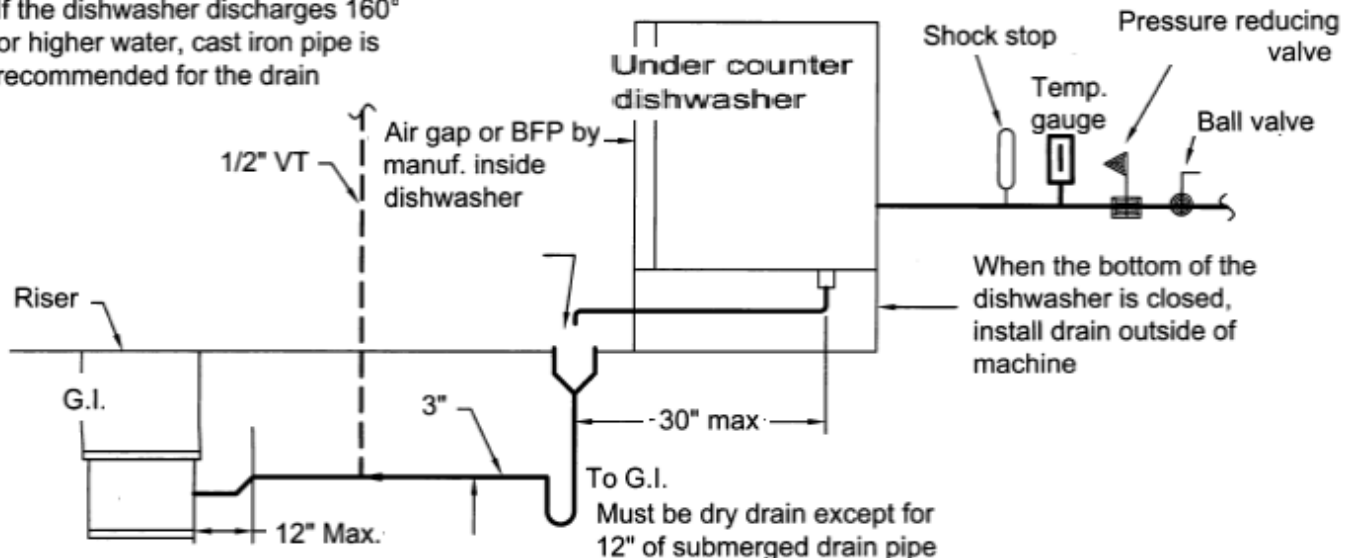 If the dishwasher discharges 160°
or higher water, cast iron pipe is
recommended for the drain
Under counter
dishwasher
Shock stop
Pressure reducing
valve
Temp.
gauge
Ball valve
1/2" VT
Air gap or BFP by
manuf. inside
dishwasher
When the bottom of the
dishwasher is closed,
install drain outside of
machine
Riser
G.I.
3"
30" max
To G.I.
Must be dry drain except for
12" of submerged drain pipe
12" Max.